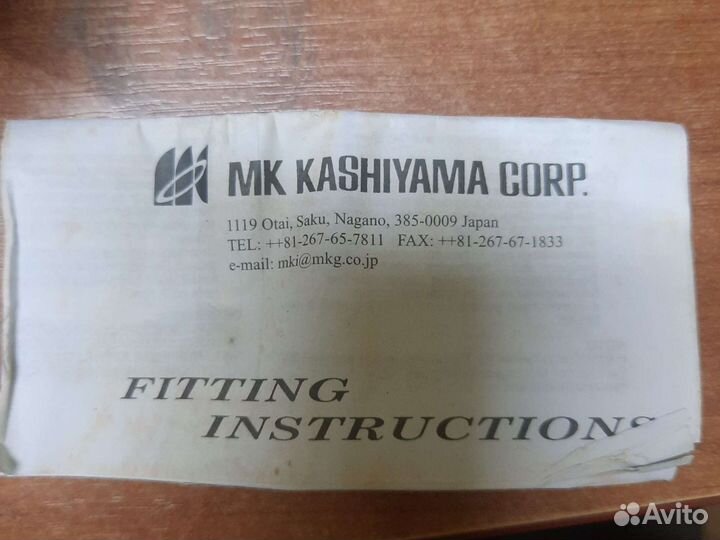 MK KASHIYAMA CORP.
1119 Otai, Saku, Nagano, 385-0009 Japan
TEL: ++81-267-65-7811 FAX: ++81-267-67-1833
e-mail: mki@mkg.co.jp
FITTING
INSTRUCTIONS
Avito